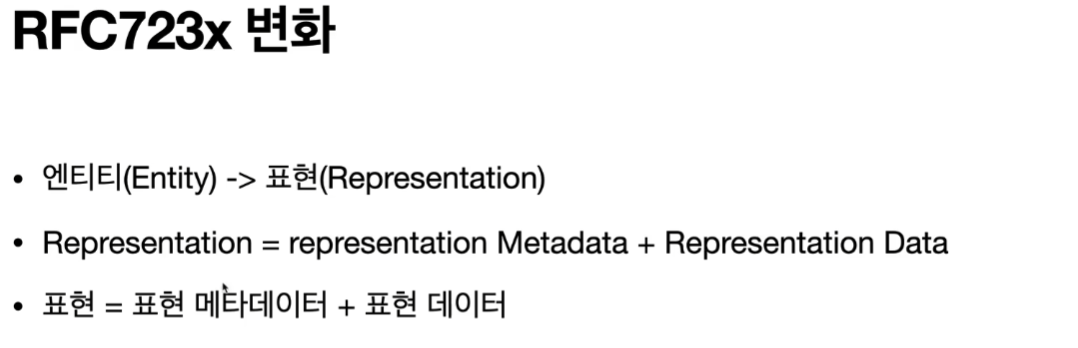 RFC723x 변화
• 엔티티(Entity) -> 표현(Representation)
• Representation = representation Metadata + Representation Data
• 표현 = 표현 메타데이터 + 표현 데이터